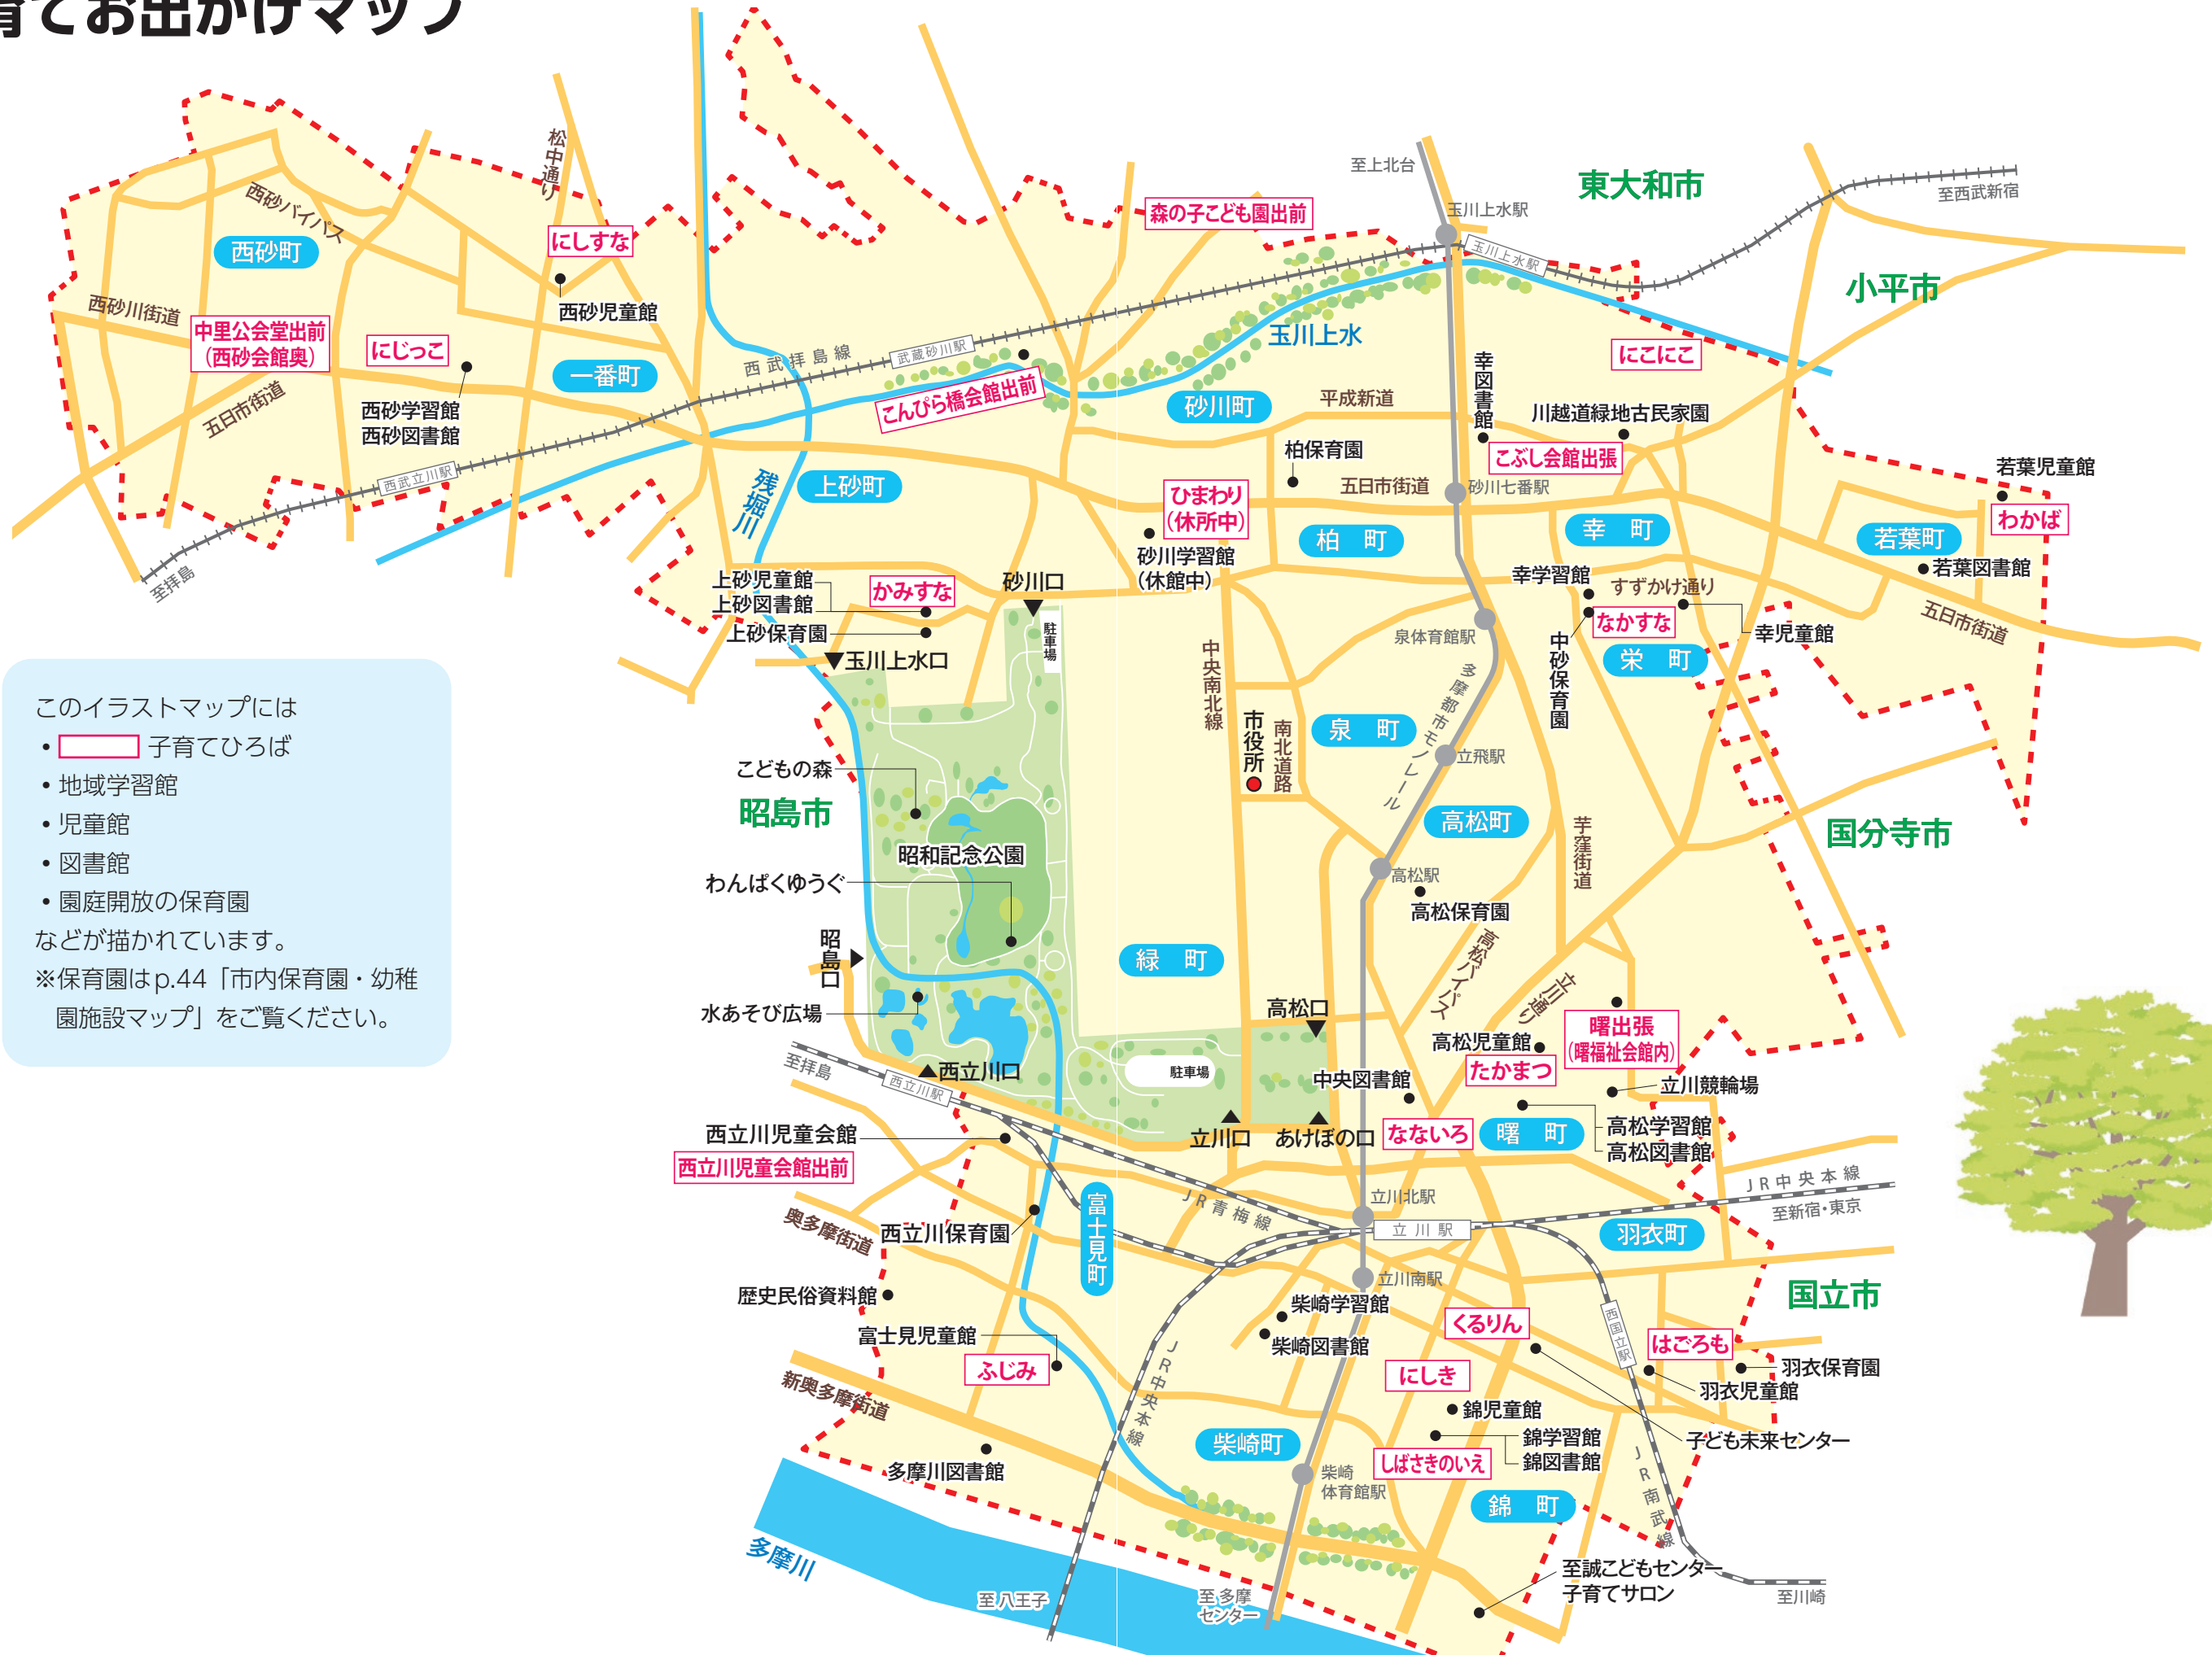 育てお出かけマップ
至上北台
東大和市
至西武新宿
松中通り
西砂バイパス
西砂町
にしすな
森の子こども園出前
玉川上水駅
玉川上水駅
小平市
西砂川街道
西砂児童館
中里公会堂出前
（西砂会館奥）
にじっこ
一番町
西武拝島線
武蔵砂川駅
玉川上水
にこにこ
西砂学習館
西砂図書館
五日市街道
こんぴら橋会館出前
砂川町
平成新道
幸図書館
川越道緑地古民家園
こぶし会館出張
柏保育園
若葉児童館
わかば
西武立川駅
残堀川
上砂町
ひまわり
（休所中）
五日市街道
砂川七番駅
砂川学習館
（休館中）
柏　町
幸　町
若葉町
若葉図書館
至拝島
上砂児童館
上砂図書館
かみすな
砂川口
上砂保育園
駐車場
玉川上水口
幸学習館
すずかけ通り
なかすな
幸児童館
五日市街道
泉体育館駅
中砂保育園
栄　町
中央南北線
多摩都市モノレール
このイラストマップには
・　子育てひろば
・地域学習館
・児童館
・図書館
・園庭開放の保育園
などが描かれています。
※保育園はp.44「市内保育園・幼稚
園施設マップ」をご覧ください。
市役所
南北道路
泉　町
立飛駅
こどもの森
昭島市
高松町
芋窪街道
国分寺市
昭和記念公園
わんぱくゆうぐ
高松駅
高松保育園
昭島口
緑　町
高松バイパス
立川通り
水あそび広場
高松口
曙出張
（曙福祉会館内）
高松児童館
たかまつ
至拝島
西立川駅
西立川口
駐車場
中央図書館
立川競輪場
西立川児童会館
西立川児童会館出前
立川口
あけぼの口
なないろ
曙　町
高松学習館
高松図書館
JR中央本線
至新宿・東京
奥多摩街道
西立川保育園
富士見町
JR青梅線
立川北駅
立川駅
羽衣町
歴史民俗資料館
立川南駅
国立市
富士見児童館
ふじみ
柴崎学習館
柴崎図書館
くるりん
西国立駅
はごろも
羽衣保育園
羽衣児童館
新奥多摩街道
JR中央本線
にしき
錦児童館
錦学習館
錦図書館
子ども未来センター
柴崎町
しばさきのいえ
多摩川図書館
柴崎
体育館駅
錦　町
JR南武線
多摩川
至誠こどもセンター
子育てサロン
至 八王子
至 多摩
センター
至川崎